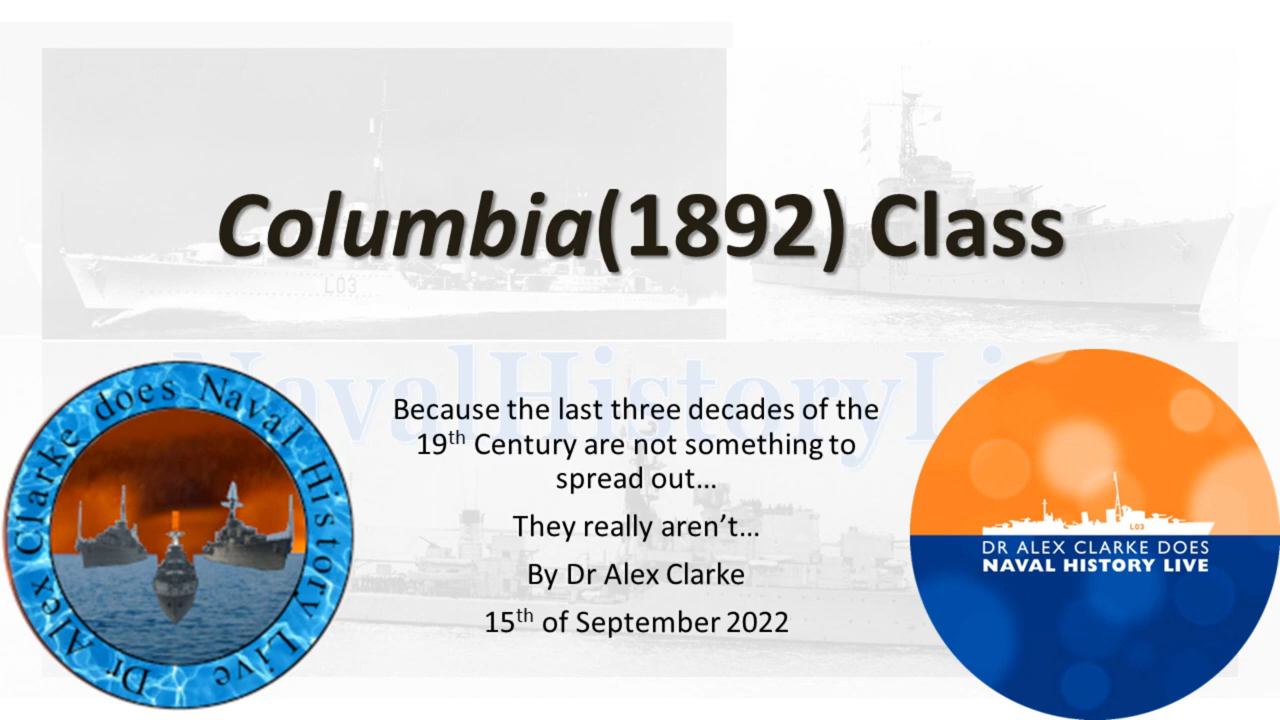 Columbia(1892) Class
L03
NavalHistoryLi
Because the last three decades of the
19th Century are not something to
spread out...
They really aren't...
By Dr Alex Clarke
15th of September 2022
Dr Alex Clarke does Naval History Live
L03
DR ALEX CLARKE DOES
NAVAL HISTORY LIVE